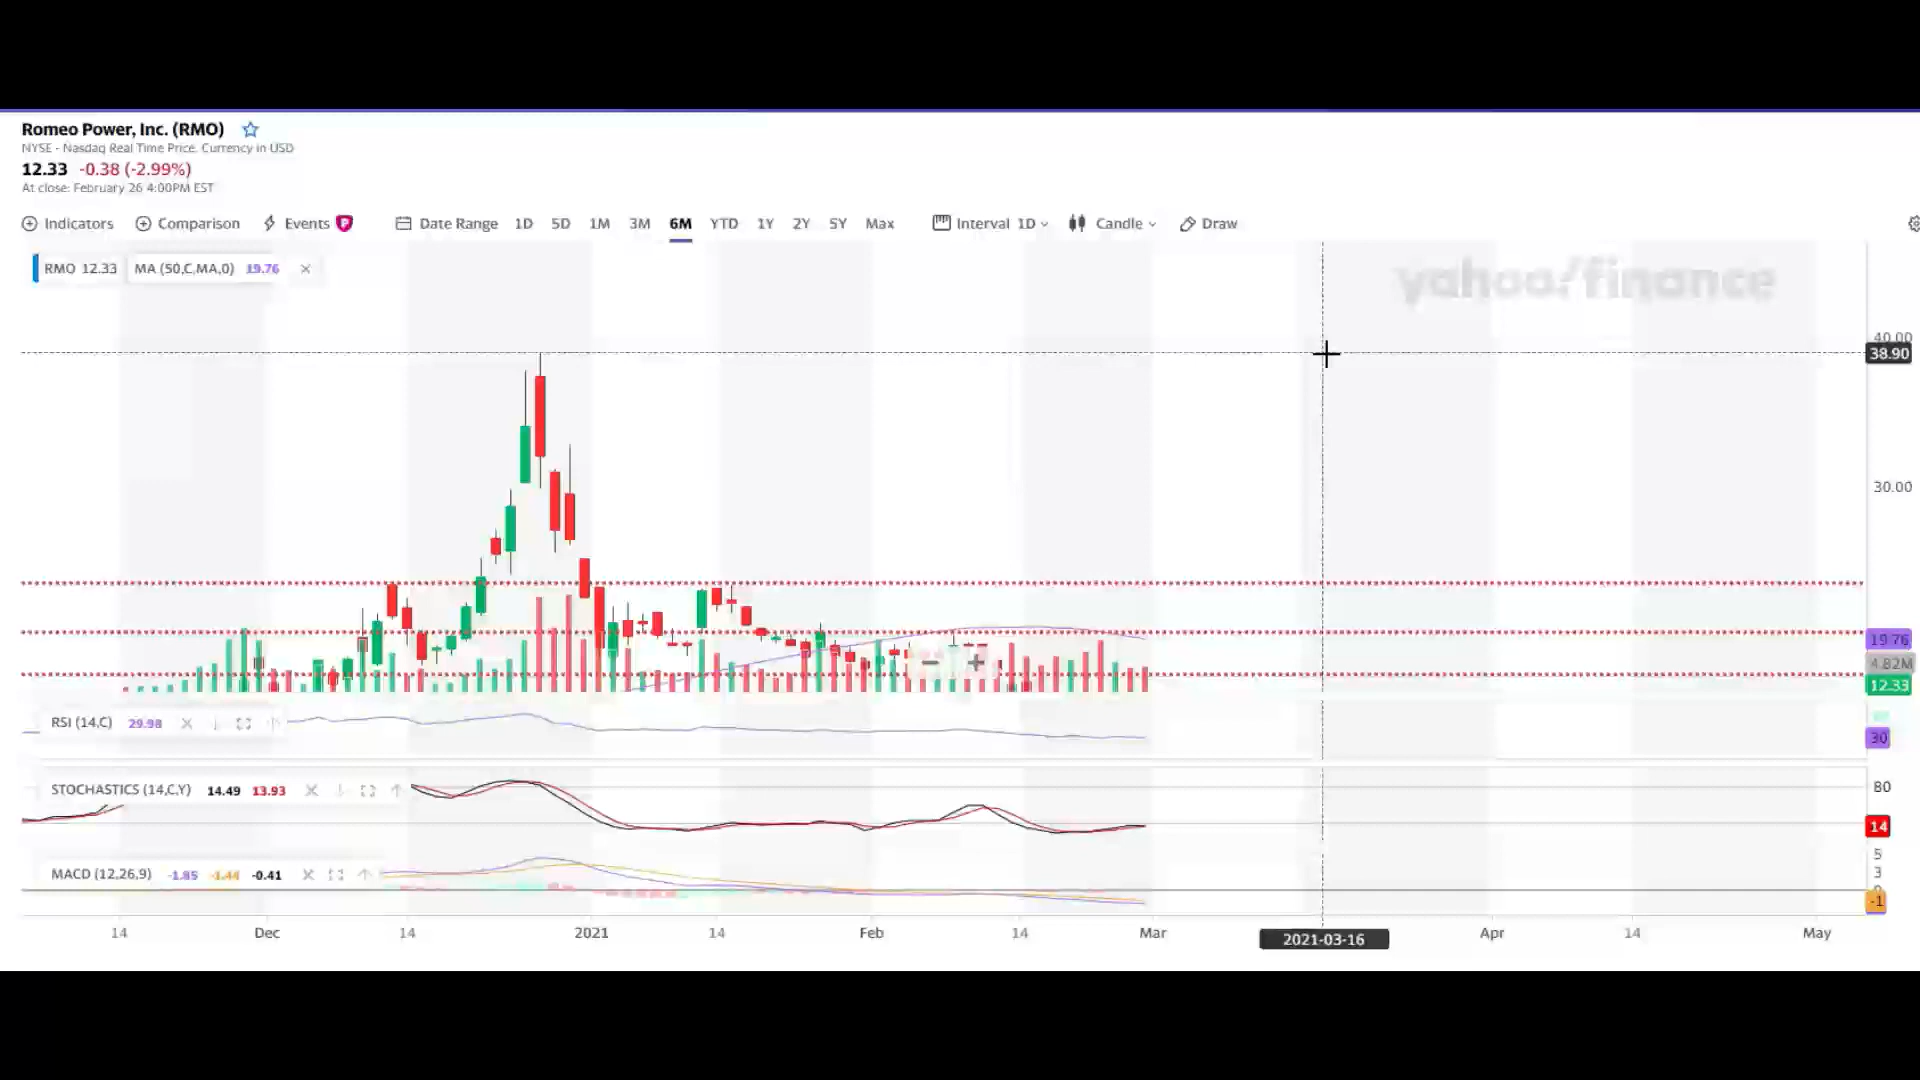 Romeo Power, Inc. (RMO)
NYSE - Nasdaq Real Time Price. Currency in USD
12.33 -0.38 (-2.99%)
At close: February 26 4:00PM EST
Indicators Comparison Events P Date Range 1D 5D 1M 3M 6M YTD 1Y 2Y 5Y Max Interval 1D Candle Draw
RMO 12.33 MA (50,C,MA,0) 19.76
yahoo!finance
40.00
38.90
30.00
19.76
4.82M
12.33
RSI (14,C) 29.98
30
STOCHASTICS (14,C,Y) 14.49 13.93
80
14
MACD (12,26,9) -1.85 -1.44 -0.41
5
3
-1
14 Dec 14 2021 14 Feb 14 Mar 2021-03-16 Apr 14 May